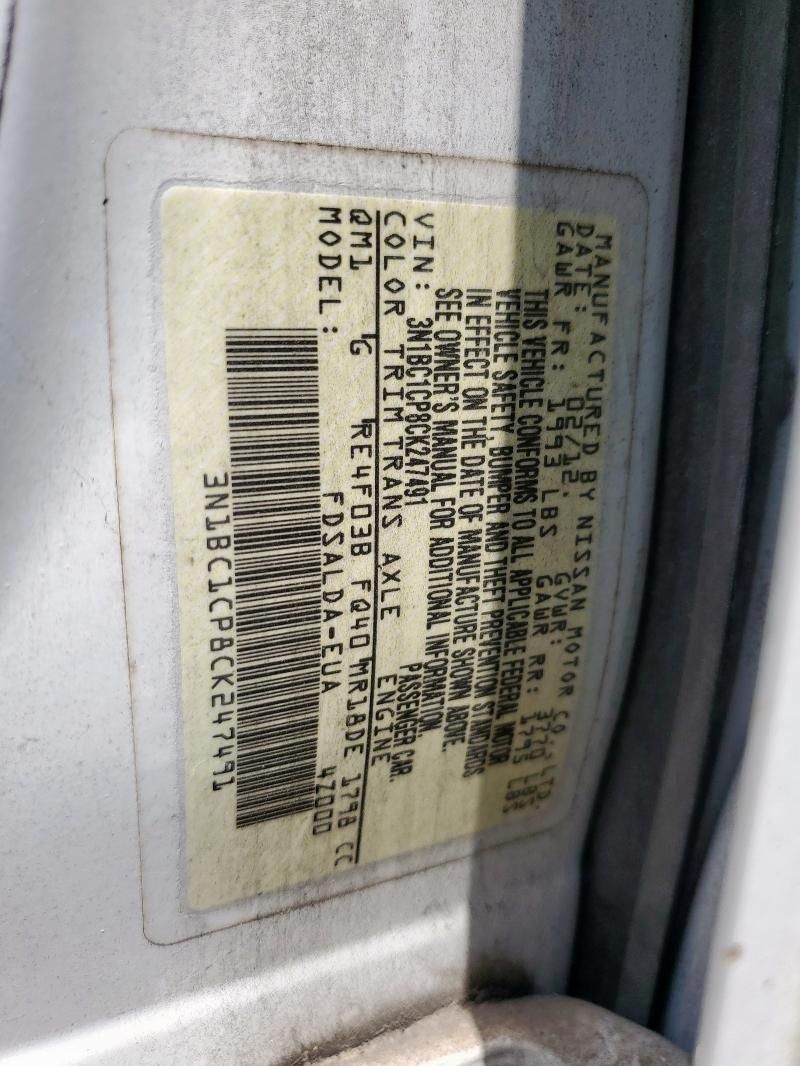 MANUFACTURED BY NISSAN MOTOR CO., LTD.
DATE: 02/12. GVWR: 3770 LBS
GAWR FR: 1993 LBS GAWR RR: 1795 LBS
THIS VEHICLE CONFORMS TO ALL APPLICABLE FEDERAL MOTOR
VEHICLE SAFETY, BUMPER AND THEFT PREVENTION STANDARDS
IN EFFECT ON THE DATE OF MANUFACTURE SHOWN ABOVE.
SEE OWNER'S MANUAL FOR ADDITIONAL INFORMATION.
VIN: 3N1BC1CP8CK247491 PASSENGER CAR.
COLOR TRIM TRANS AXLE ENGINE
QM1 G RE4F03B FQ40 MR18DE 1798 CC
MODEL: FDSALDA-EUA 4Z000
3N1BC1CP8CK247491